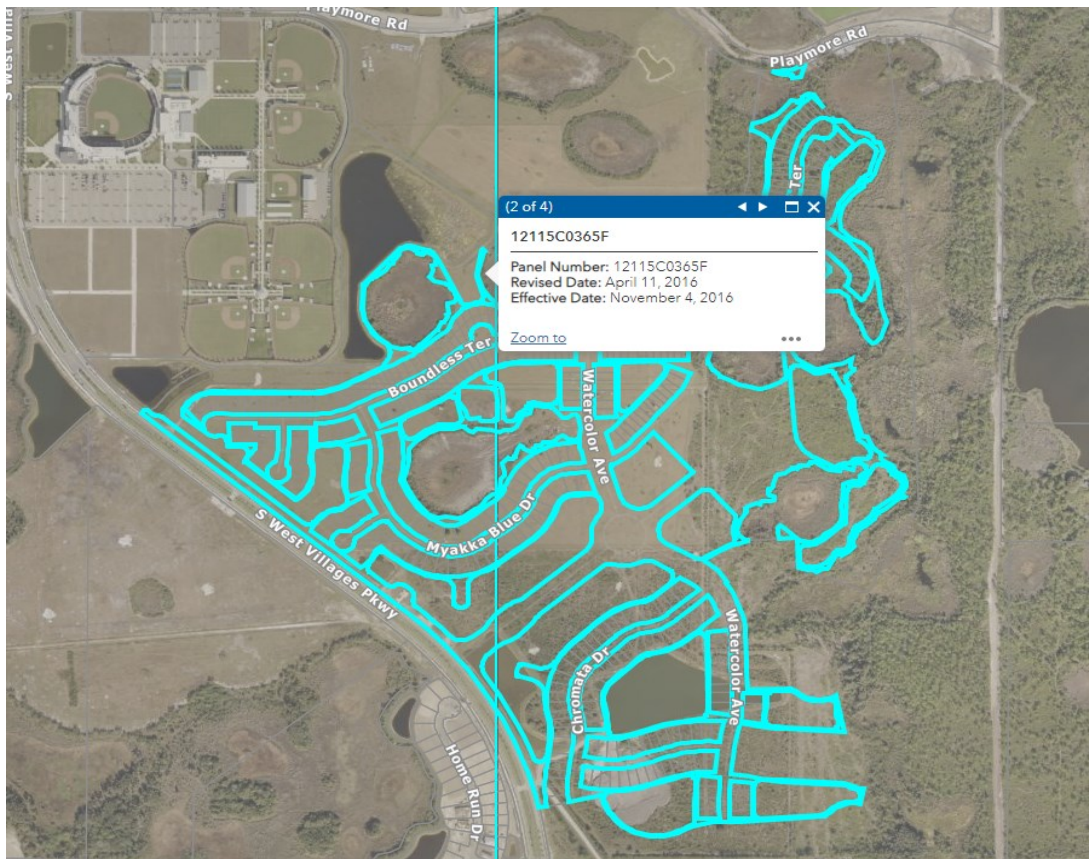 Playmore Rd
Playmore Rd
S West Villa
Ter
(2 of 4)
12115C0365F
Panel Number: 12115C0365F
Revised Date: April 11, 2016
Effective Date: November 4, 2016
Zoom to
Boundless Ter
Watercolor Ave
Myakka Blue Dr
S West Villages Pkwy
Watercolor Ave
Chromata Dr
Home Run Dr